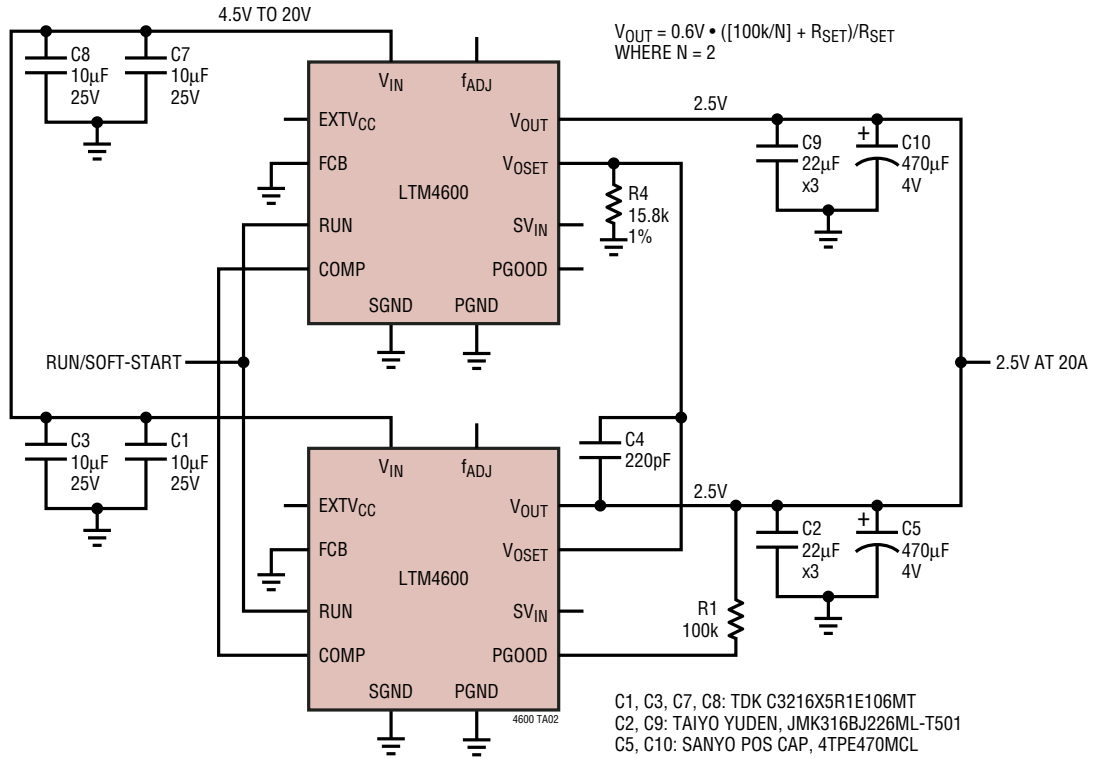 4.5V TO 20V
V_OUT = 0.6V • ([100k/N] + R_SET)/R_SET
WHERE N = 2
C8
10µF
25V
C7
10µF
25V
V_IN
f_ADJ
EXTV_CC
FCB
RUN
COMP
LTM4600
V_OUT
V_OSET
SV_IN
PGOOD
SGND
PGND
2.5V
R4
15.8k
1%
C9
22µF
x3
+
C10
470µF
4V
RUN/SOFT-START
2.5V AT 20A
C3
10µF
25V
C1
10µF
25V
V_IN
f_ADJ
EXTV_CC
FCB
RUN
COMP
LTM4600
V_OUT
V_OSET
SV_IN
PGOOD
SGND
PGND
4600 TA02
C4
220pF
2.5V
R1
100k
C2
22µF
x3
+
C5
470µF
4V
C1, C3, C7, C8: TDK C3216X5R1E106MT
C2, C9: TAIYO YUDEN, JMK316BJ226ML-T501
C5, C10: SANYO POS CAP, 4TPE470MCL